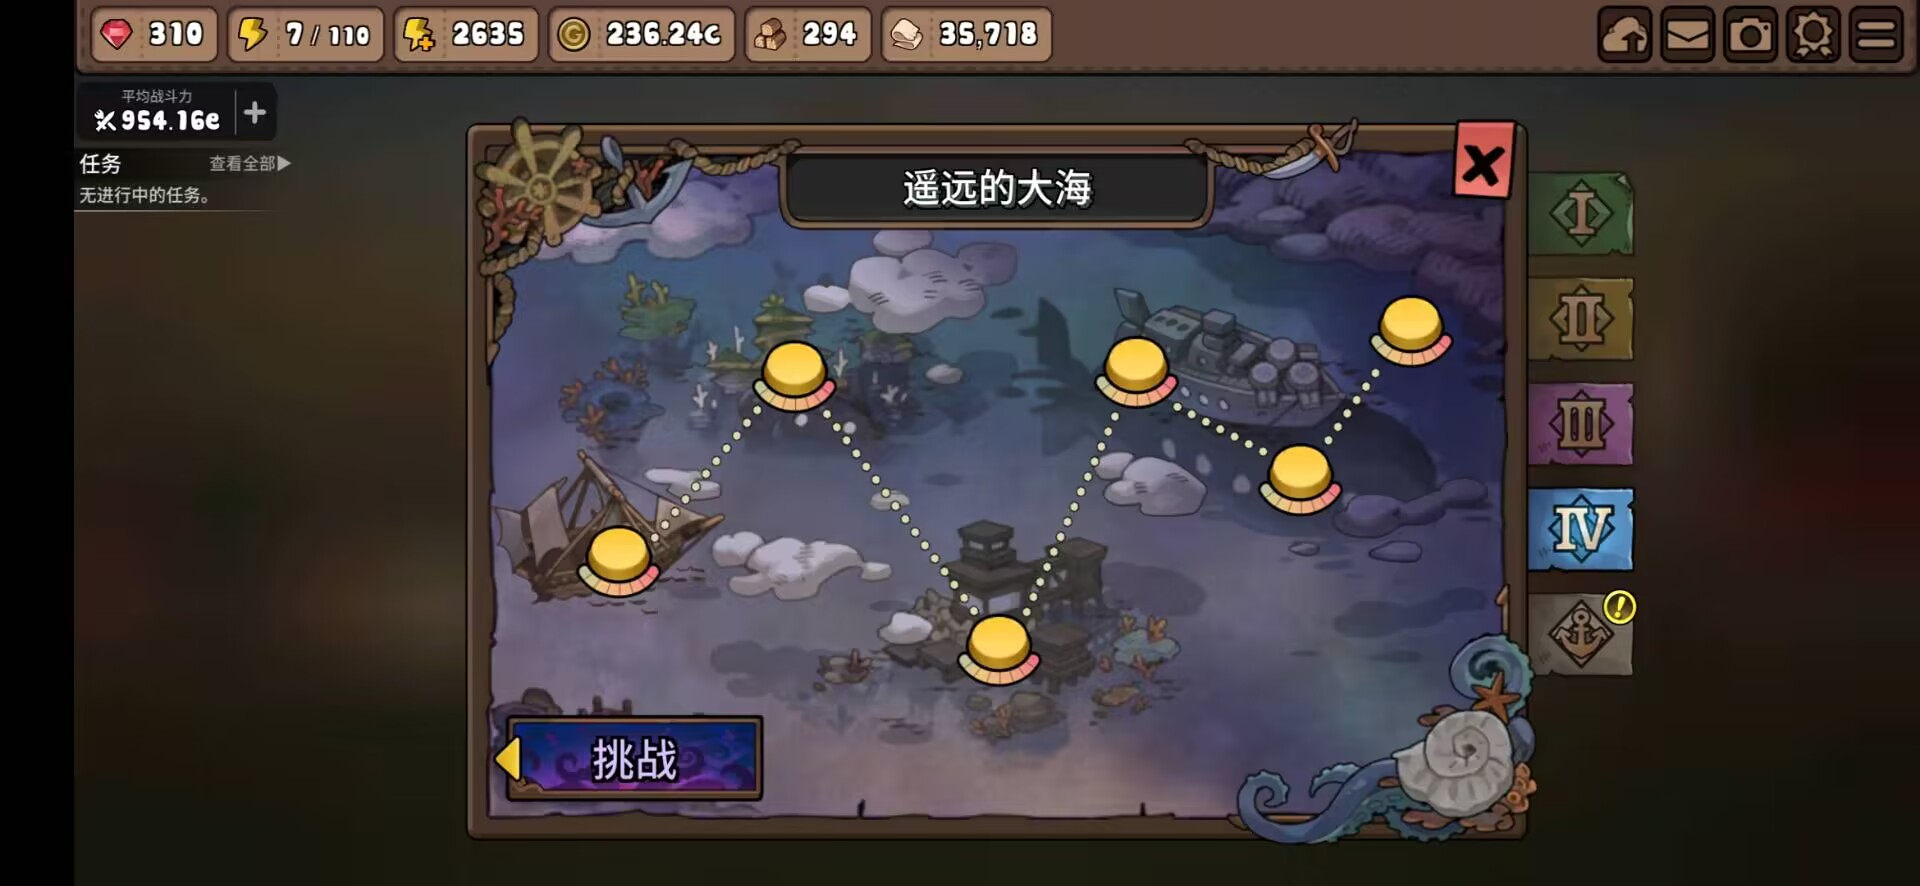 310
7 / 110
2635
236.24c
294
35,718
平均战斗力
954.16e
任务
查看全部
无进行中的任务。
遥远的大海
I
II
III
IV
挑战